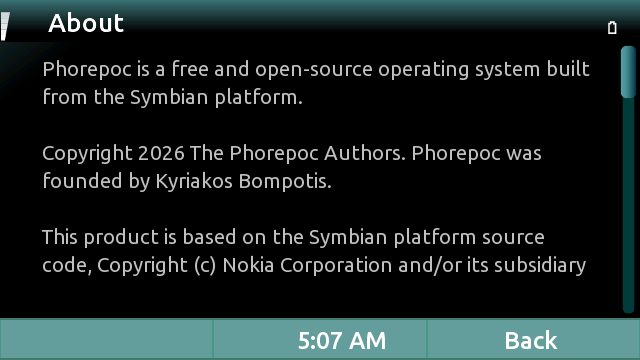 About
Phorepoc is a free and open-source operating system built
from the Symbian platform.
Copyright 2026 The Phorepoc Authors. Phorepoc was
founded by Kyriakos Bompotis.
This product is based on the Symbian platform source
code, Copyright (c) Nokia Corporation and/or its subsidiary
5:07 AM
Back